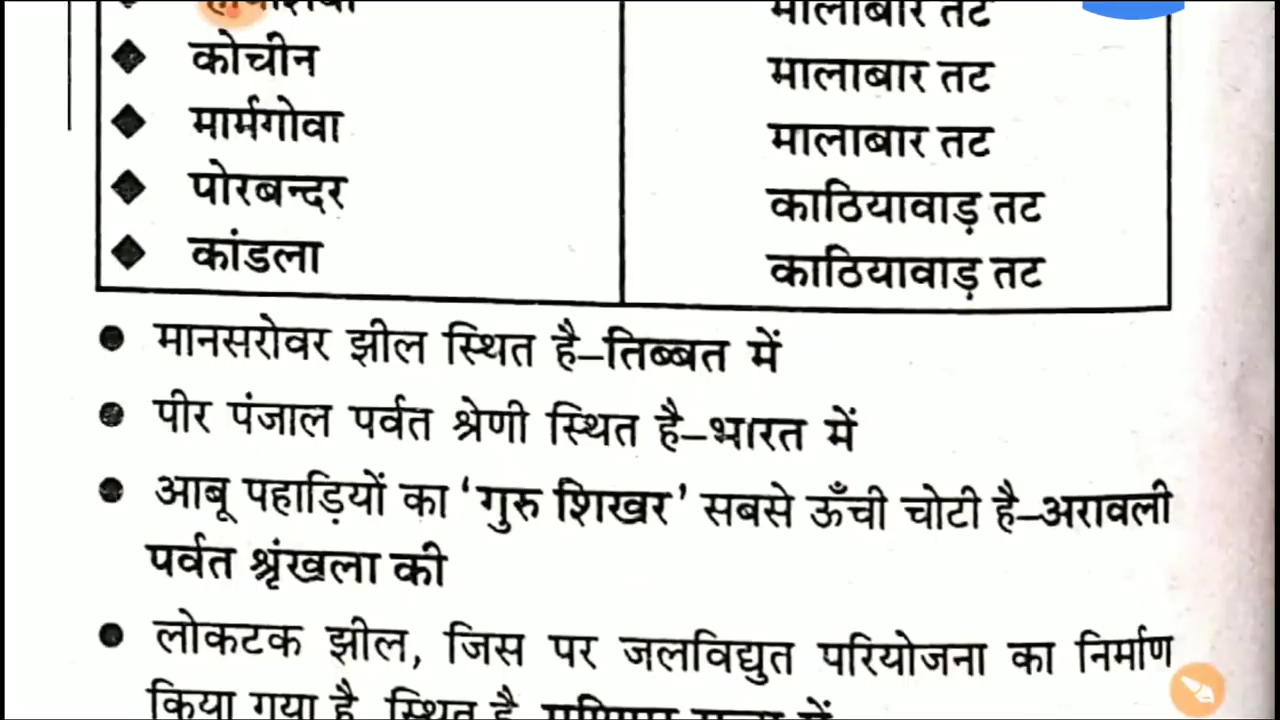 मालाबार तट
◆ कोचीन मालाबार तट
◆ मार्मगोवा मालाबार तट
◆ पोरबन्दर काठियावाड़ तट
◆ कांडला काठियावाड़ तट
● मानसरोवर झील स्थित है–तिब्बत में
● पीर पंजाल पर्वत श्रेणी स्थित है–भारत में
● आबू पहाड़ियों का ‘गुरु शिखर’ सबसे ऊँची चोटी है–अरावली
पर्वत श्रृंखला की
● लोकटक झील, जिस पर जलविद्युत परियोजना का निर्माण
किया गया है, स्थित है